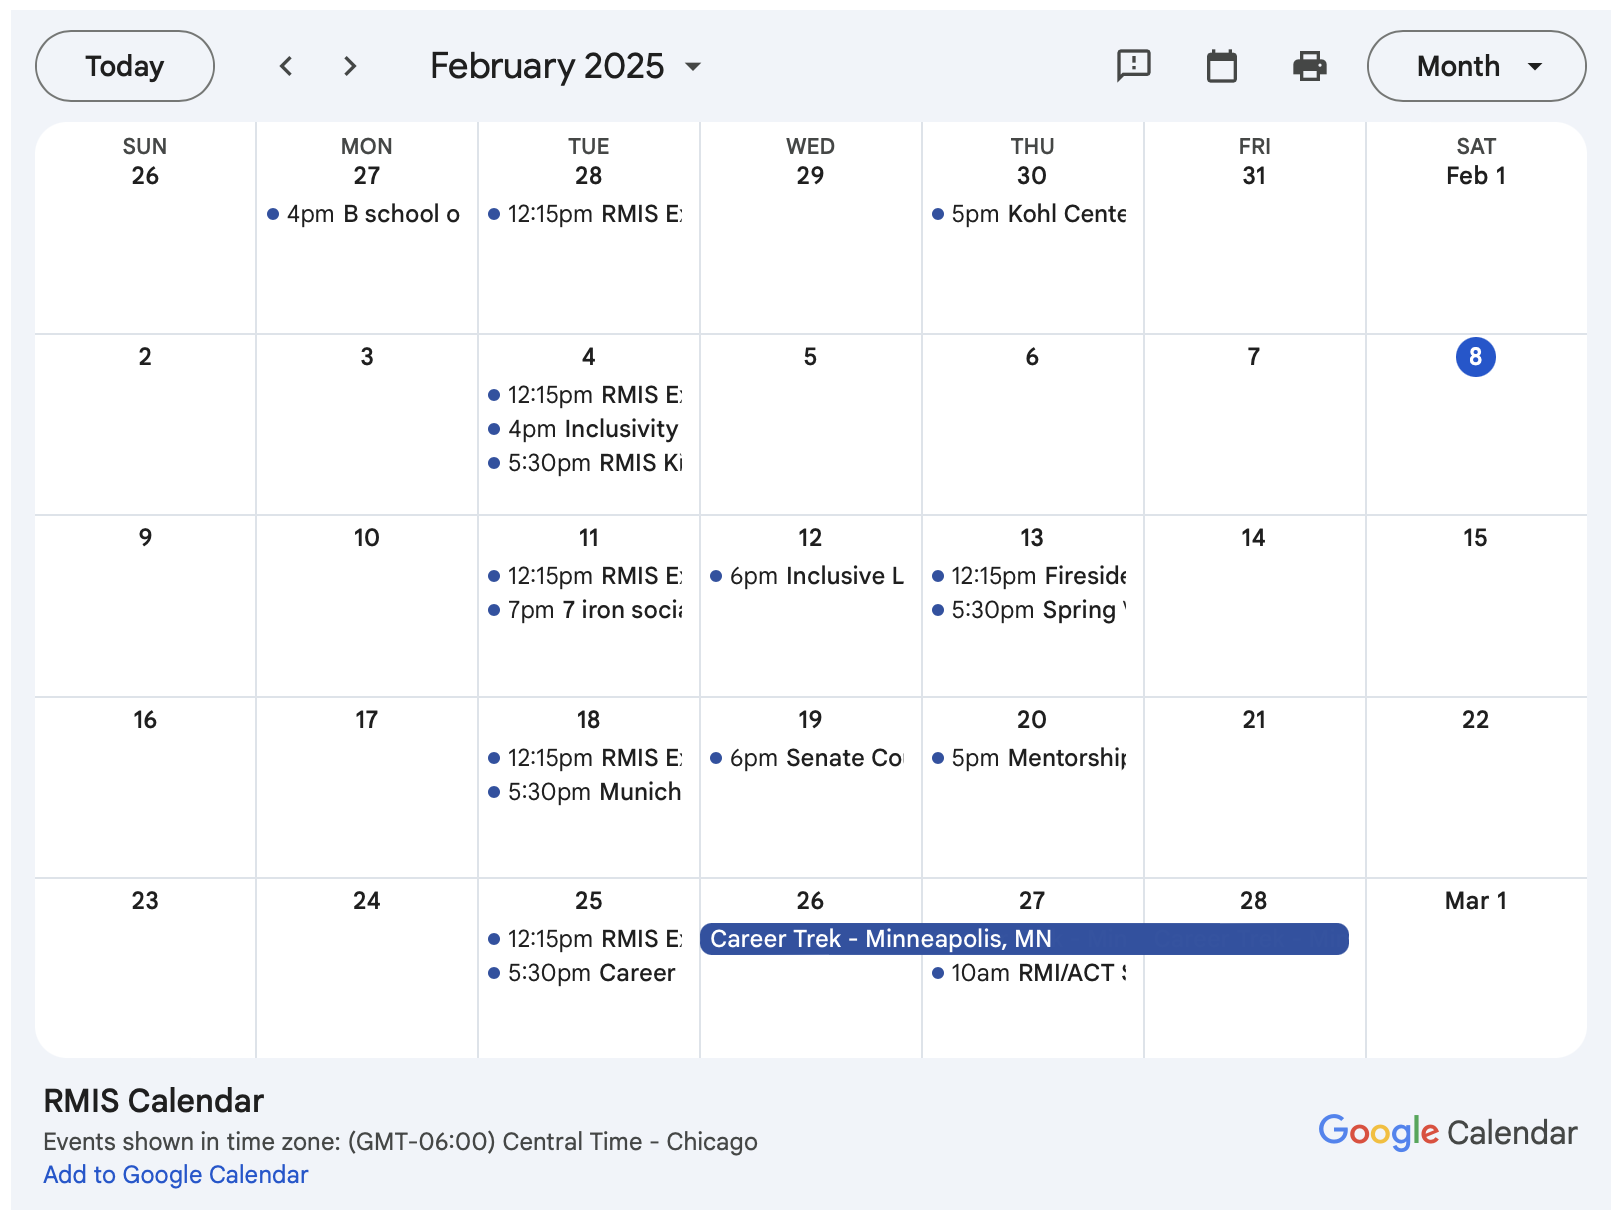 Today
February 2025
Month
SUN MON TUE WED THU FRI SAT
26 27 28 29 30 31 Feb 1
4pm B school o
12:15pm RMIS E
5pm Kohl Cente
2 3 4 5 6 7 8
12:15pm RMIS E
4pm Inclusivity
5:30pm RMIS Ki
9 10 11 12 13 14 15
12:15pm RMIS E
7pm 7 iron socia
6pm Inclusive L
12:15pm Fireside
5:30pm Spring
16 17 18 19 20 21 22
12:15pm RMIS E
5:30pm Munich
6pm Senate Co
5pm Mentorship
23 24 25 26 27 28 Mar 1
12:15pm RMIS E
5:30pm Career
Career Trek - Minneapolis, MN
10am RMI/ACT
RMIS Calendar
Events shown in time zone: (GMT-06:00) Central Time - Chicago
Add to Google Calendar
Google Calendar